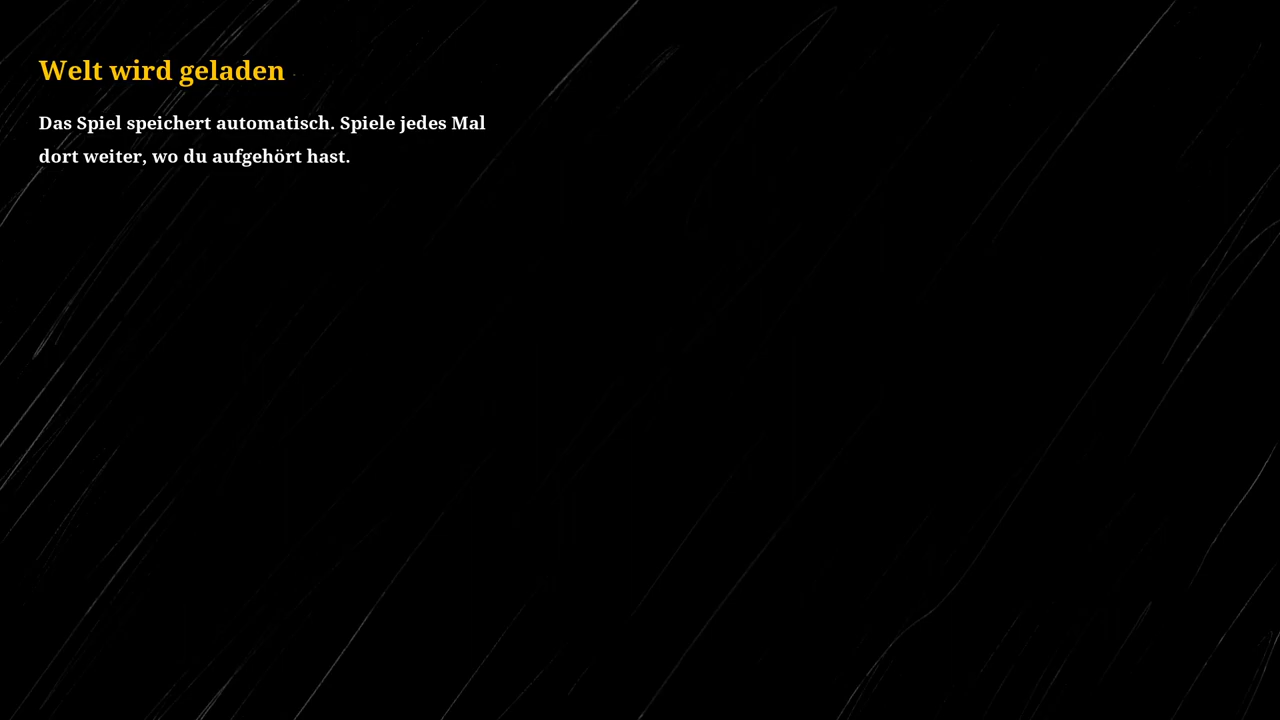 Welt wird geladen
Das Spiel speichert automatisch. Spiele jedes Mal
dort weiter, wo du aufgehört hast.